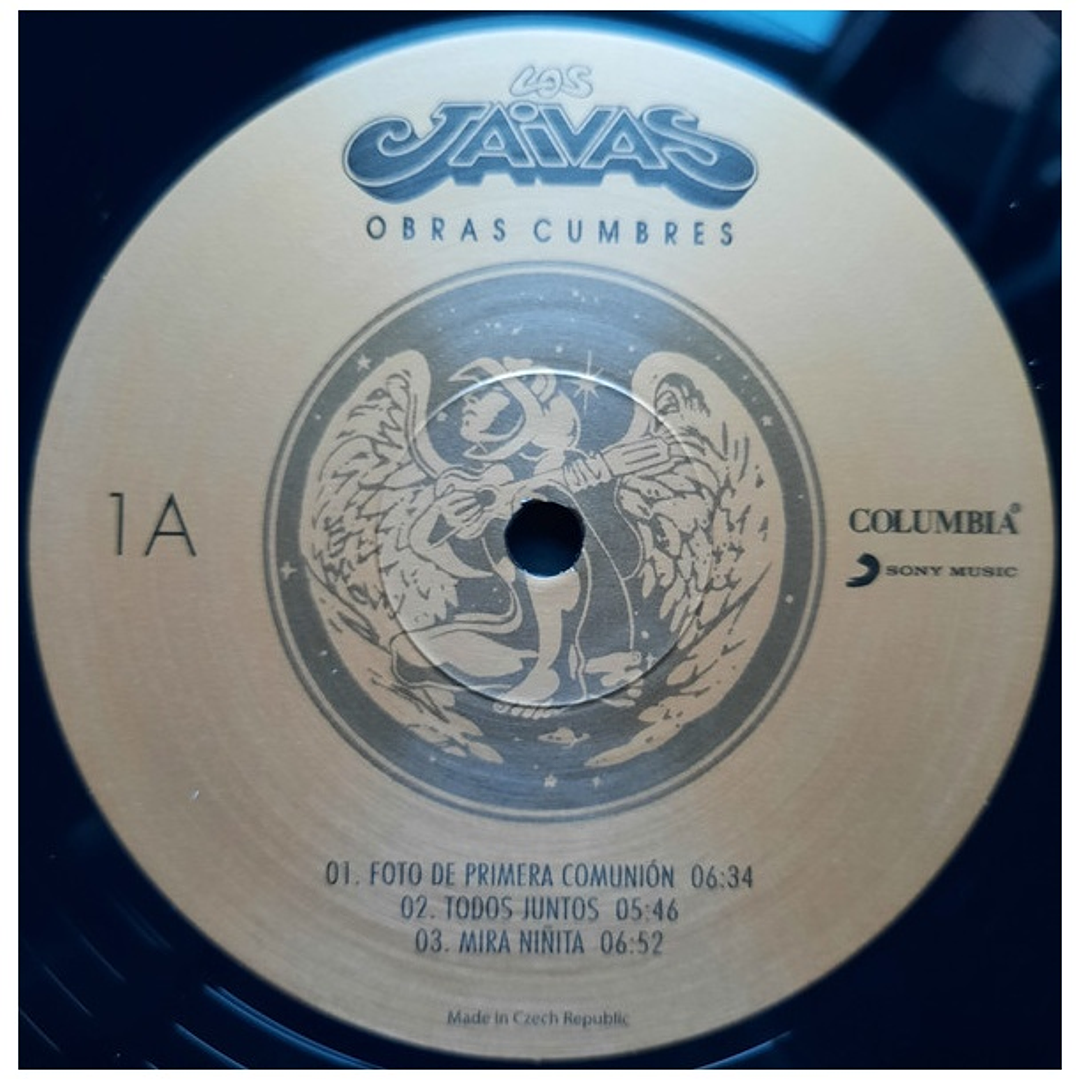 LOS
JAIVAS
OBRAS CUMBRES
1A
COLUMBIA®
SONY MUSIC
01. FOTO DE PRIMERA COMUNIÓN 06:34
02. TODOS JUNTOS 05:46
03. MIRA NIÑITA 06:52
Made in Czech Republic